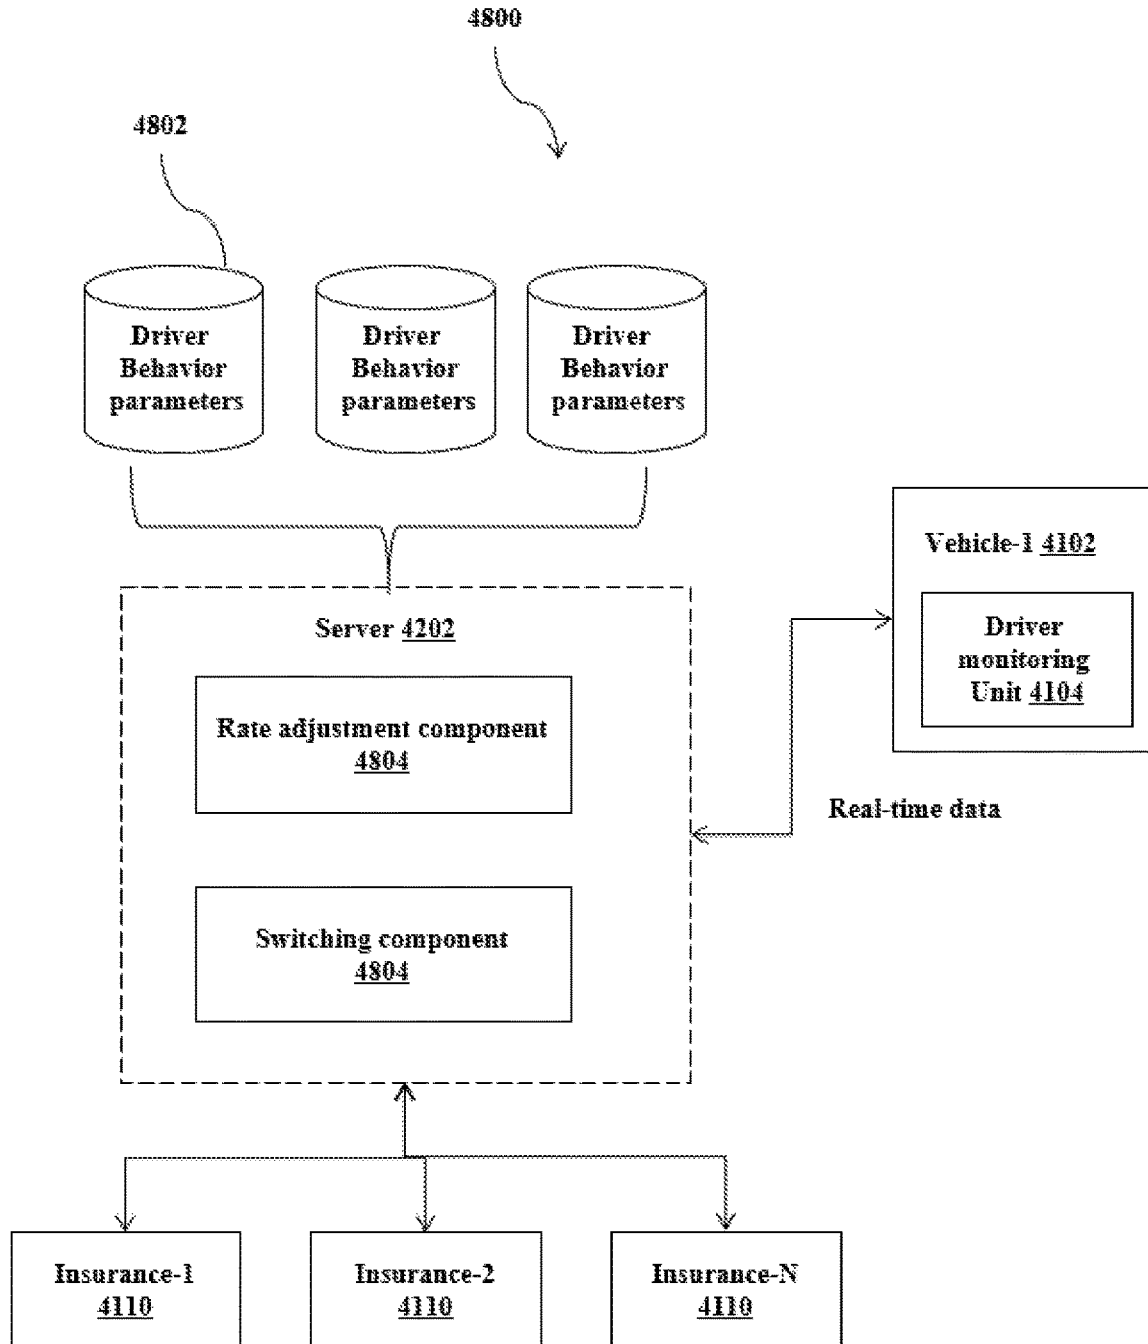 4800
4802
Driver
Behavior
parameters
Driver
Behavior
parameters
Driver
Behavior
parameters
Vehicle-1 4102
Driver
monitoring
Unit 4104
Server 4202
Rate adjustment component
4804
Real-time data
Switching component
4804
Insurance-1
4110
Insurance-2
4110
Insurance-N
4110